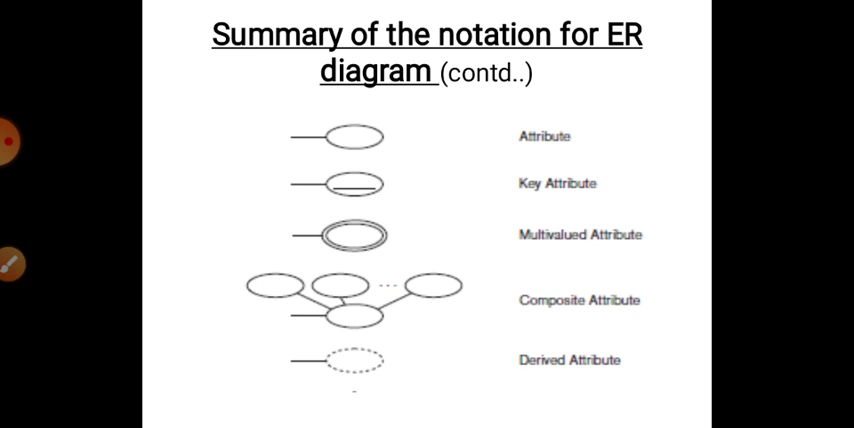 Summary of the notation for ER
diagram (contd..)
Attribute
Key Attribute
Multivalued Attribute
...
Composite Attribute
Derived Attribute